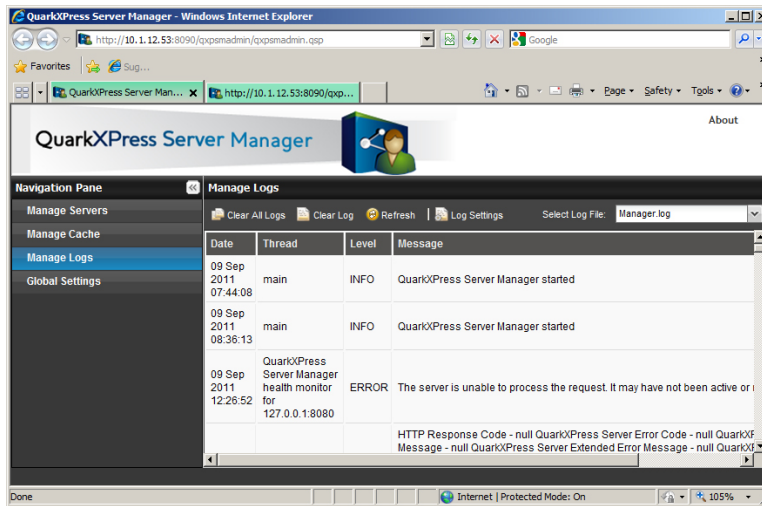 QuarkXPress Server Manager - Windows Internet Explorer
http://10.1.12.53:8090/qxpsmadmin/qxpsmadmin.qsp
Google
Favorites
Sug...
QuarkXPress Server Man...
http://10.1.12.53:8090/qxp...
Page
Safety
Tools
About
QuarkXPress Server Manager
Navigation Pane
Manage Logs
Manage Servers
Manage Cache
Manage Logs
Global Settings
Clear All Logs
Clear Log
Refresh
Log Settings
Select Log File:
Manager.log
Date
Thread
Level
Message
09 Sep
2011
07:44:08
main
INFO
QuarkXPress Server Manager started
09 Sep
2011
08:36:13
main
INFO
QuarkXPress Server Manager started
09 Sep
2011
12:26:52
QuarkXPress
Server Manager
health monitor
for
127.0.0.1:8080
ERROR
The server is unable to process the request. It may have not been active or
HTTP Response Code - null QuarkXPress Server Error Code - null
Message - null QuarkXPress Server Extended Error Message - null
Done
Internet | Protected Mode: On
105%